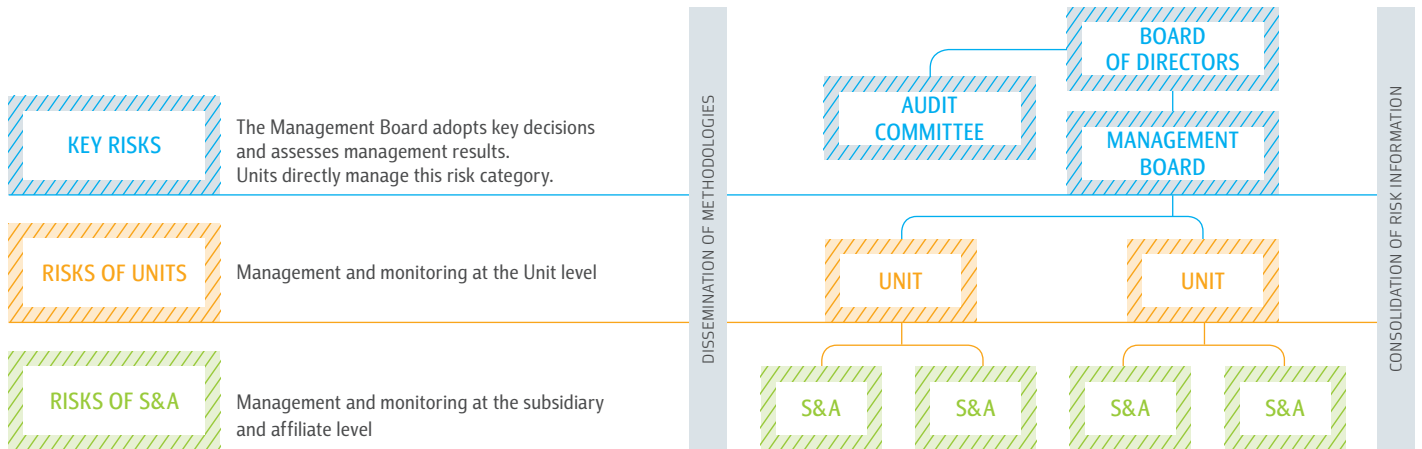 KEY RISKS
The Management Board adopts key decisions
and assesses management results.
Units directly manage this risk category.
RISKS OF UNITS
Management and monitoring at the Unit level
RISKS OF S&A
Management and monitoring at the subsidiary
and affiliate level
DISSEMINATION OF METHODOLOGIES
BOARD
OF DIRECTORS
AUDIT
COMMITTEE
MANAGEMENT
BOARD
UNIT
UNIT
S&A
S&A
S&A
S&A
CONSOLIDATION OF RISK INFORMATION